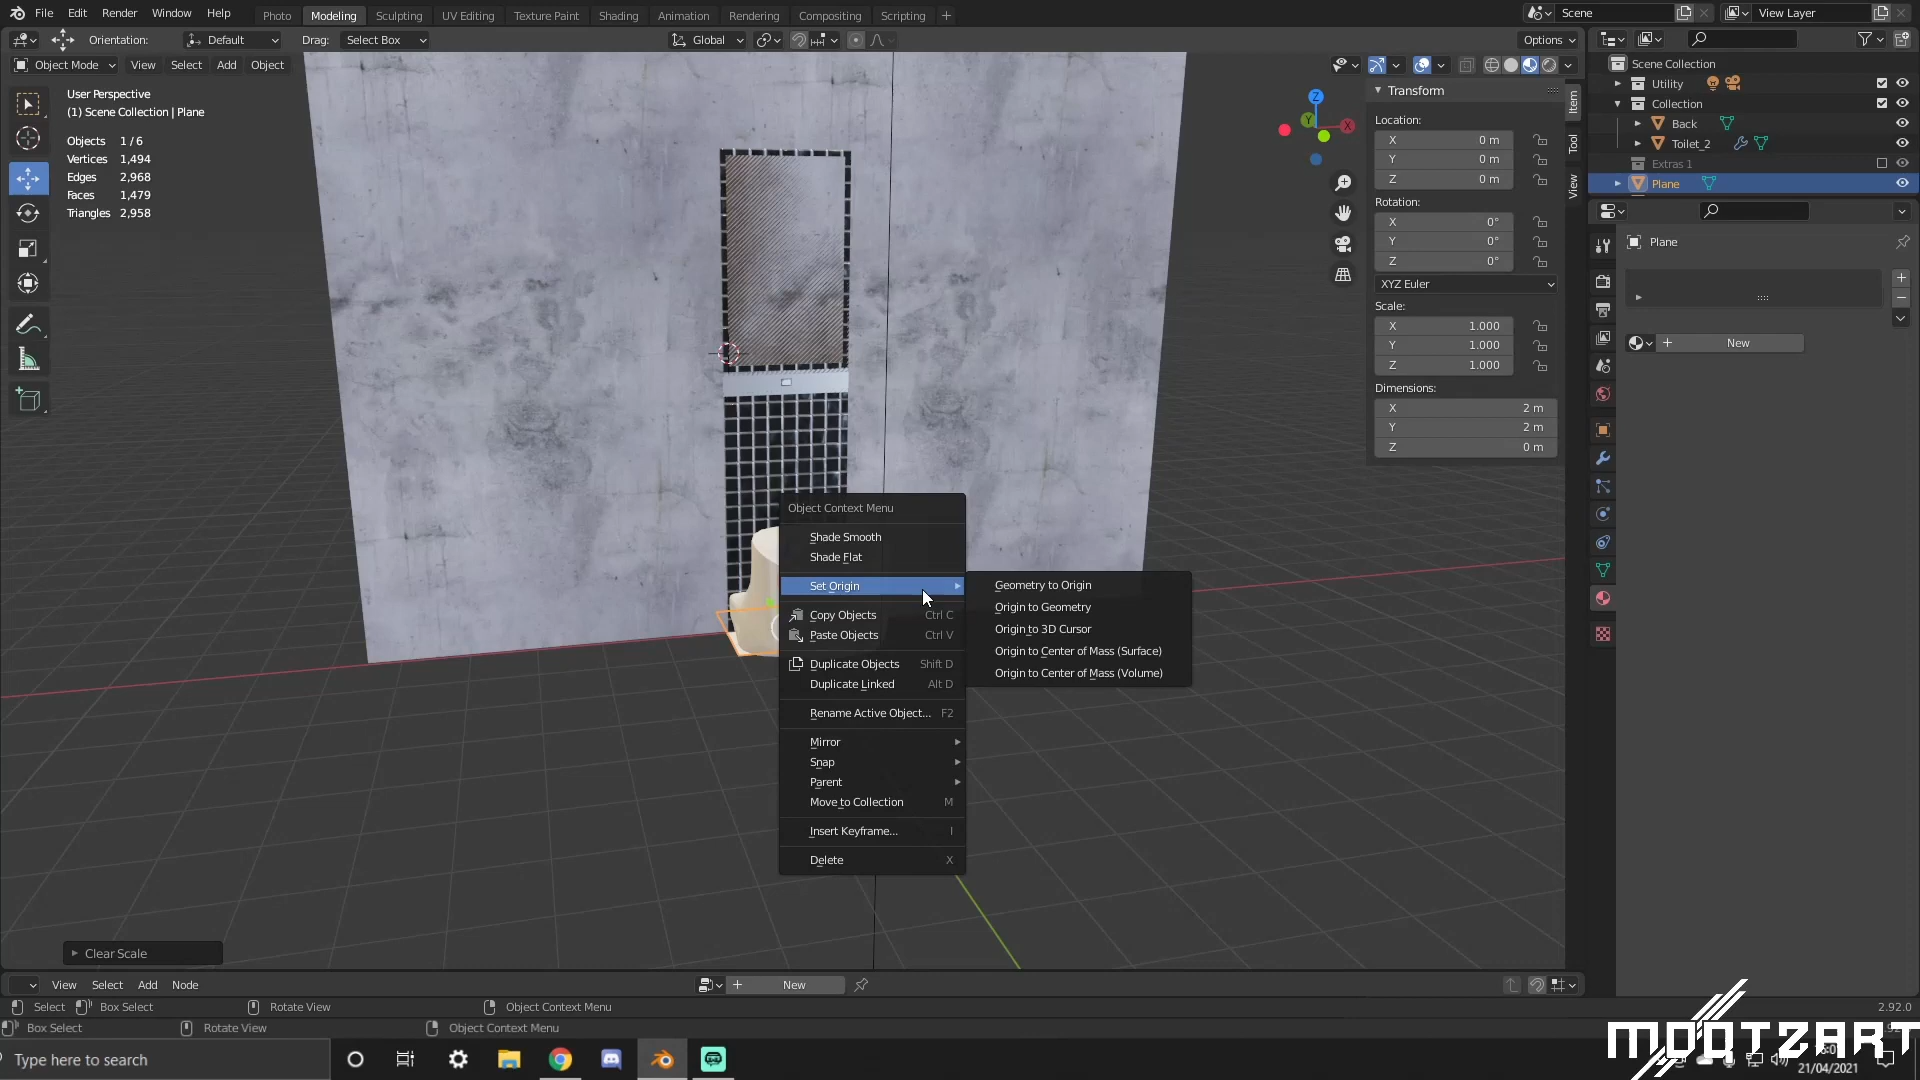 File Edit Render Window Help
Photo Modeling Sculpting UV Editing Texture Paint Shading Animation Rendering Compositing Scripting +
Scene
View Layer
Orientation: Default Drag: Select Box
Global
Options
Object Mode View Select Add Object
User Perspective
(1) Scene Collection | Plane
Objects 1 / 6
Vertices 1,494
Edges 2,968
Faces 1,479
Triangles 2,958
Z
Y
X
Transform
Location:
X 0 m
Y 0 m
Z 0 m
Rotation:
X 0°
Y 0°
Z 0°
XYZ Euler
Scale:
X 1.000
Y 1.000
Z 1.000
Dimensions:
X 2 m
Y 2 m
Z 0 m
Item
Tool
View
Scene Collection
Utility
Collection
Back
Toilet_2
Extras 1
Plane
Plane
+ New
Object Context Menu
Shade Smooth
Shade Flat
Set Origin
Copy Objects Ctrl C
Paste Objects Ctrl V
Duplicate Objects Shift D
Duplicate Linked Alt D
Rename Active Object... F2
Mirror
Snap
Parent
Move to Collection M
Insert Keyframe... I
Delete X
Geometry to Origin
Origin to Geometry
Origin to 3D Cursor
Origin to Center of Mass (Surface)
Origin to Center of Mass (Volume)
Clear Scale
View Select Add Node
+ New
Select Box Select Rotate View Object Context Menu
2.92.0
Box Select Rotate View Object Context Menu
MOOTZART
Type here to search
21/04/2021